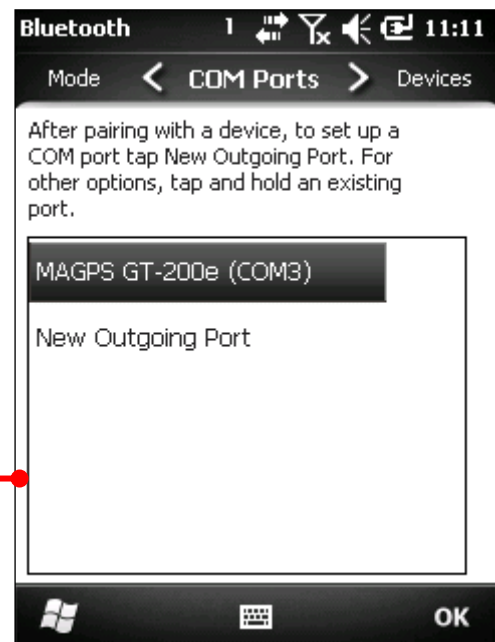 Bluetooth 1 11:11
Mode < COM Ports > Devices
After pairing with a device, to set up a
COM port tap New Outgoing Port. For
other options, tap and hold an existing
port.
MAGPS GT-200e (COM3)
New Outgoing Port
OK